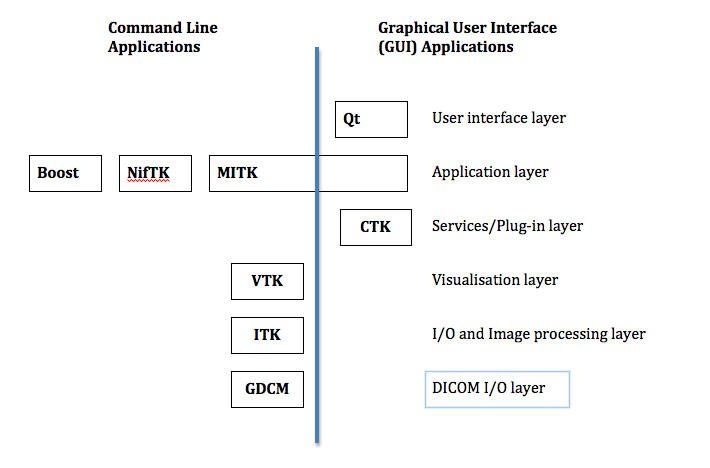 Command Line
Applications
Graphical User Interface
(GUI) Applications
Qt
User interface layer
Boost
NifTK
MITK
Application layer
CTK
Services/Plug-in layer
VTK
Visualisation layer
ITK
I/O and Image processing layer
GDCM
DICOM I/O layer